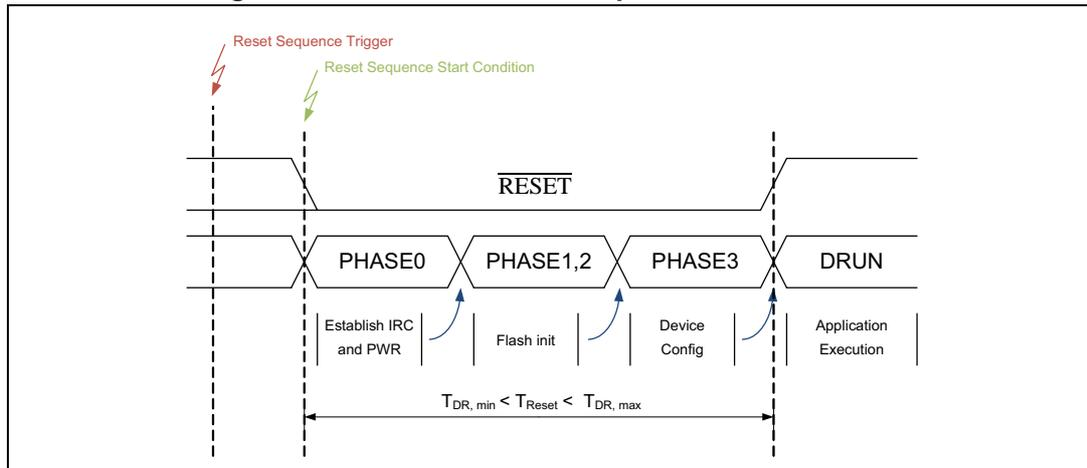 Reset Sequence Trigger
Reset Sequence Start Condition
RESET
PHASE0
PHASE1,2
PHASE3
DRUN
Establish IRC
and PWR
Flash init
Device
Config
Application
Execution
TDR, min < TReset < TDR, max